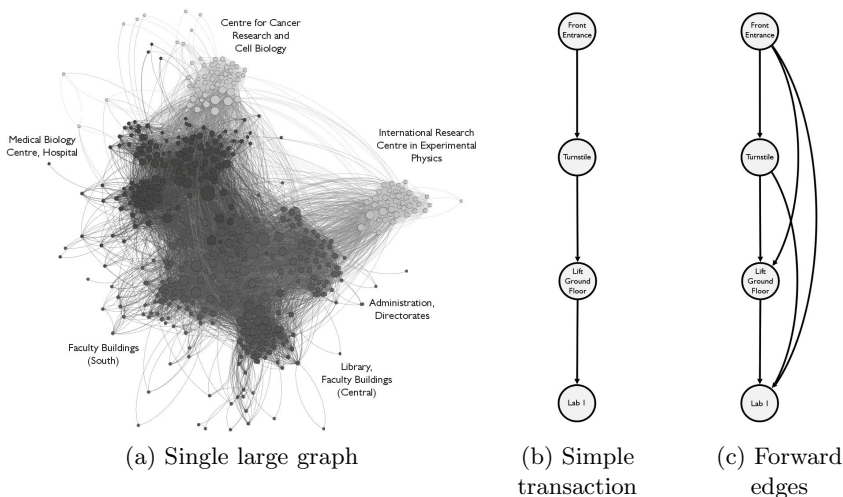 Centre for Cancer
Research and
Cell Biology
Medical Biology
Centre, Hospital
International Research
Centre in Experimental
Physics
Administration,
Directorates
Faculty Buildings
(South)
Library,
Faculty Buildings
(Central)
(a) Single large graph
Front
Entrance
Turnstile
Lift
Ground
Floor
Lab 1
(b) Simple
transaction
Front
Entrance
Turnstile
Lift
Ground
Floor
Lab 1
(c) Forward
edges